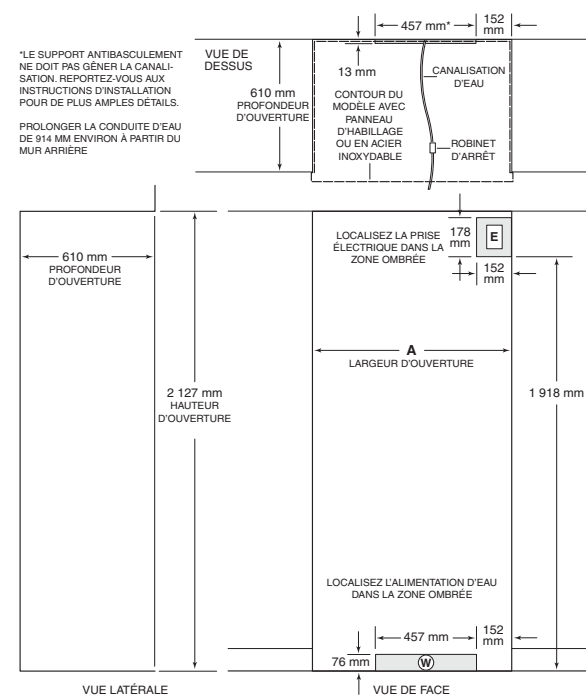 *LE SUPPORT ANTIBASCULEMENT
NE DOIT PAS GÊNER LA CANALI-
SATION. REPORTEZ-VOUS AUX
INSTRUCTIONS D'INSTALLATION
POUR DE PLUS AMPLES DÉTAILS.
PROLONGER LA CONDUITE D'EAU
DE 914 MM ENVIRON À PARTIR DU
MUR ARRIÈRE
VUE DE
DESSUS
457 mm*
152
mm
13 mm
610 mm
PROFONDEUR
D'OUVERTURE
CONTOUR DU
MODÈLE AVEC
PANNEAU
D'HABILLAGE
OU EN ACIER
INOXYDABLE
CANALISATION
D'EAU
ROBINET
D'ARRÊT
610 mm
PROFONDEUR
D'OUVERTURE
2 127 mm
HAUTEUR
D'OUVERTURE
LOCALISEZ LA PRISE
ÉLECTRIQUE DANS LA
ZONE OMBRÉE
178
mm
E
152
mm
A
LARGEUR D'OUVERTURE
1 918 mm
LOCALISEZ L'ALIMENTATION D'EAU
DANS LA ZONE OMBRÉE
457 mm
152
mm
76 mm
W
VUE LATÉRALE
VUE DE FACE